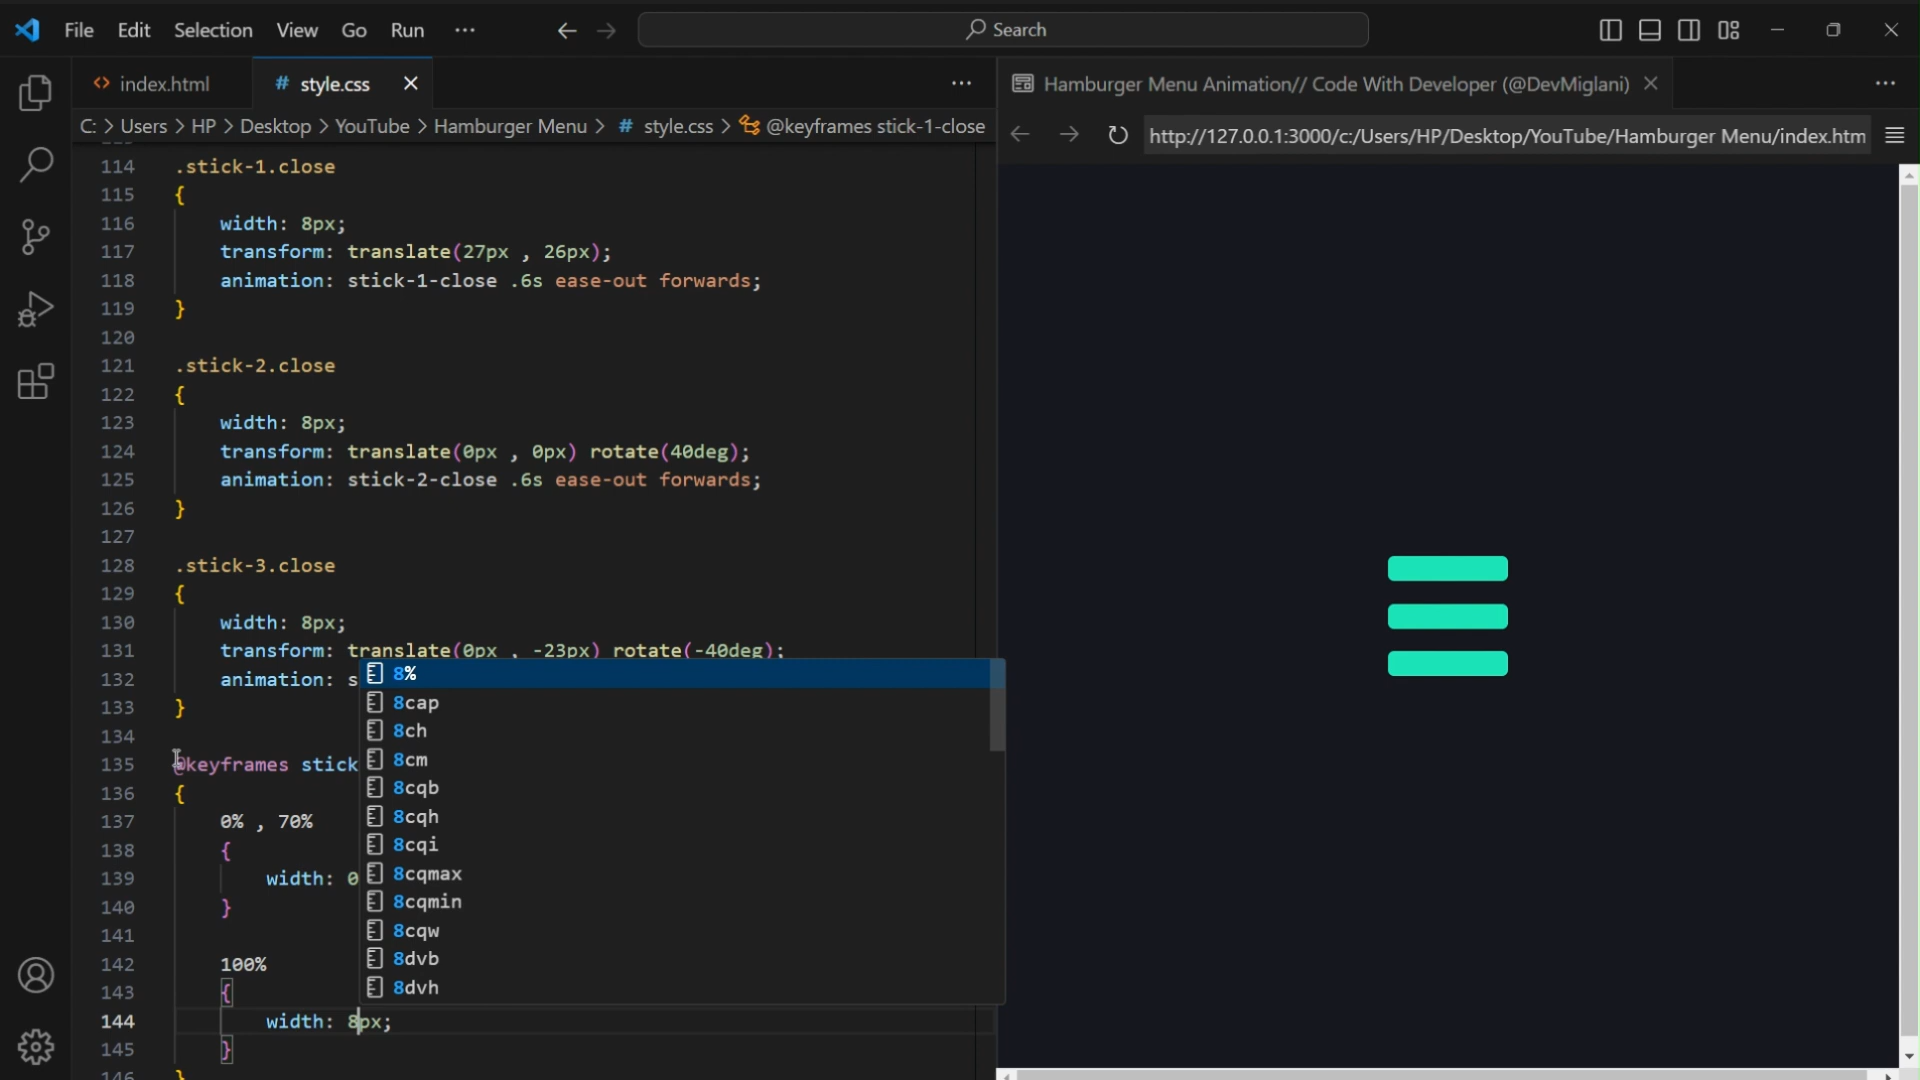 File Edit Selection View Go Run ··· Search
index.html # style.css ···
C: > Users > HP > Desktop > YouTube > Hamburger Menu > # style.css > @keyframes stick-1-close
114 .stick-1.close
115 {
116 width: 8px;
117 transform: translate(27px , 26px);
118 animation: stick-1-close .6s ease-out forwards;
119 }
120
121 .stick-2.close
122 {
123 width: 8px;
124 transform: translate(0px , 0px) rotate(40deg);
125 animation: stick-2-close .6s ease-out forwards;
126 }
127
128 .stick-3.close
129 {
130 width: 8px;
131 transform: translate(0px , -23px) rotate(-40deg);
132 animation: s
133 }
134
135 @keyframes stick
136 {
137 0% , 70%
138 {
139 width: 0
140 }
141
142 100%
143 {
144 width: 8px;
145 }
146 }
8%
8cap
8ch
8cm
8cqb
8cqh
8cqi
8cqmax
8cqmin
8cqw
8dvb
8dvh
Hamburger Menu Animation// Code With Developer (@DevMiglani) ···
http://127.0.0.1:3000/c:/Users/HP/Desktop/YouTube/Hamburger Menu/index.htm